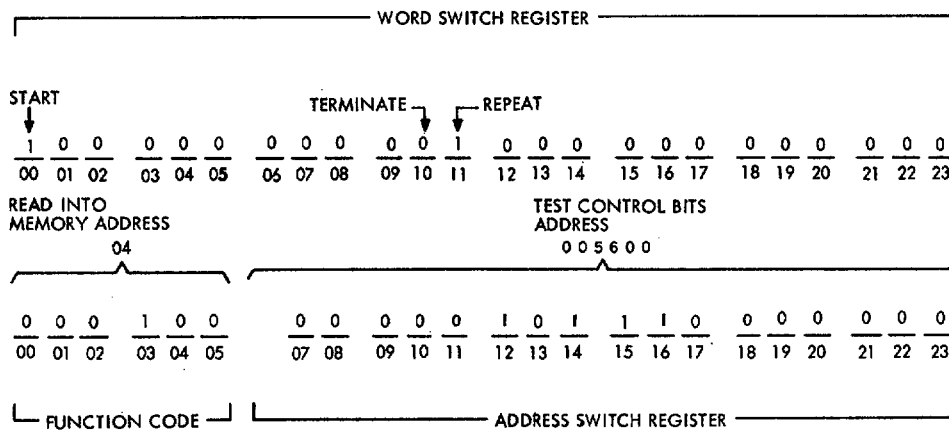 WORD SWITCH REGISTER
START
TERMINATE REPEAT
1 0 0 0 0 0 0 0 0 0 0 1 0 0 0 0 0 0 0 0 0 0 0 0
00 01 02 03 04 05 06 07 08 09 10 11 12 13 14 15 16 17 18 19 20 21 22 23
READ INTO TEST CONTROL BITS
MEMORY ADDRESS ADDRESS
04 0 0 5 6 0 0
0 0 0 1 0 0 0 0 0 0 0 1 0 1 1 1 0 0 0 0 0 0 0
00 01 02 03 04 05 07 08 09 10 11 12 13 14 15 16 17 18 19 20 21 22 23
FUNCTION CODE ADDRESS SWITCH REGISTER